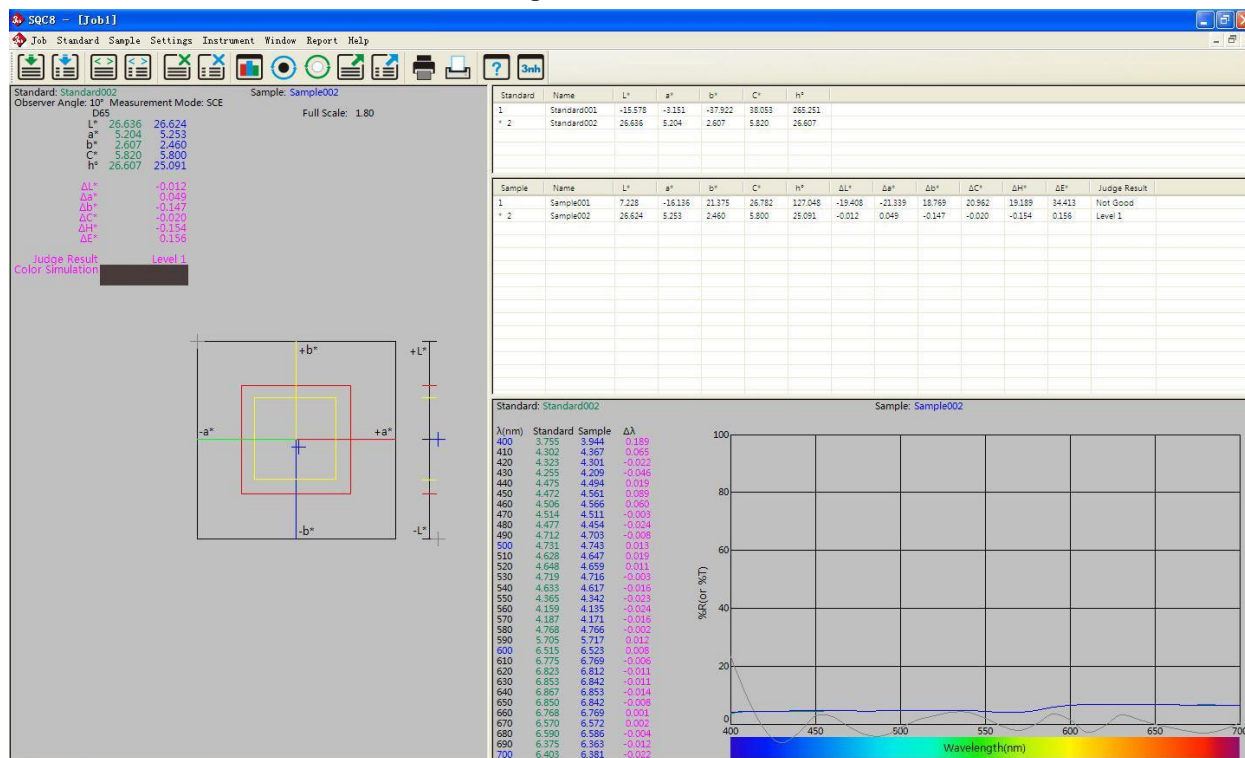 SQC8 - [Job1]
Job Standard Sample Settings Instrument Window Report Help
? 3nh
Standard: Standard002 Sample: Sample002
Observer Angle: 10° Measurement Mode: SCE
D65 Full Scale: 1.80
L* 26.636 26.624
a* 5.204 5.253
b* 2.607 2.460
C* 5.820 5.800
h° 26.607 25.091
ΔL* -0.012
Δa* 0.049
Δb* -0.147
ΔC* -0.020
ΔH* -0.154
ΔE* 0.156
Judge Result Level 1
Color Simulation
+b* +L*
-a* +a*
-b* -L*
Standard Name L* a* b* C* h°
1 Standard001 -15.578 -3.151 -37.922 38.053 265.251
* 2 Standard002 26.636 5.204 2.607 5.820 26.607
Sample Name L* a* b* C* h° ΔL* Δa* Δb* ΔC* ΔH* ΔE* Judge Result
1 Sample001 7.228 -16.136 21.375 26.782 127.048 -19.408 -21.339 18.769 20.962 19.189 34.413 Not Good
* 2 Sample002 26.624 5.253 2.460 5.800 25.091 -0.012 0.049 -0.147 -0.020 -0.154 0.156 Level 1
Standard: Standard002 Sample: Sample002
λ(nm) Standard Sample Δλ
400 3.755 3.944 0.189
410 4.302 4.367 0.065
420 4.323 4.301 -0.022
430 4.255 4.209 -0.046
440 4.475 4.494 0.019
450 4.472 4.561 0.089
460 4.506 4.566 0.060
470 4.514 4.511 -0.003
480 4.477 4.454 -0.024
490 4.712 4.703 -0.008
500 4.731 4.743 0.013
510 4.628 4.647 0.019
520 4.648 4.659 0.011
530 4.719 4.716 -0.003
540 4.633 4.617 -0.016
550 4.365 4.342 -0.023
560 4.159 4.135 -0.024
570 4.187 4.171 -0.016
580 4.768 4.766 -0.002
590 5.705 5.717 0.012
600 6.515 6.523 0.008
610 6.775 6.769 -0.006
620 6.823 6.812 -0.011
630 6.853 6.842 -0.011
640 6.867 6.853 -0.014
650 6.850 6.842 -0.008
660 6.768 6.769 0.001
670 6.570 6.572 0.002
680 6.590 6.586 -0.004
690 6.375 6.363 -0.012
700 6.403 6.381 -0.022
100
80
60
40
20
0
%R(or %T)
400 450 500 550 600 650 700
Wavelength(nm)